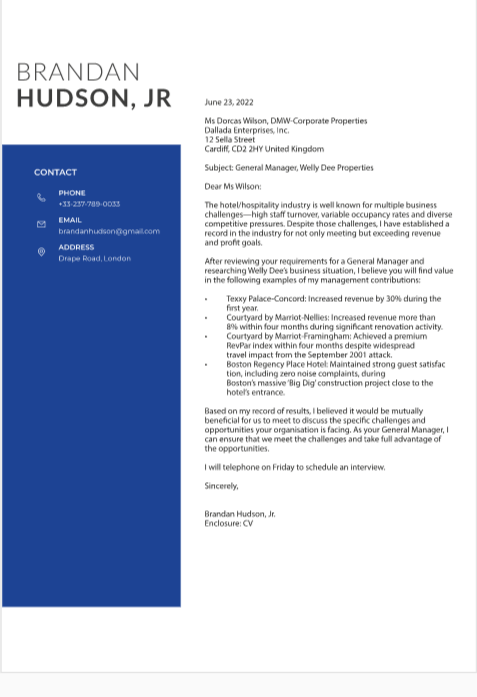 BRANDAN
HUDSON, JR
CONTACT
PHONE
+33-237-789-0033
EMAIL
brandanhudson@gmail.com
ADDRESS
Drape Road, London
June 23, 2022
Ms Dorcas Wilson, DMW-Corporate Properties
Dallada Enterprises, Inc.
12 Sella Street
Cardiff, CD2 2HY United Kingdom
Subject: General Manager, Welly Dee Properties
Dear Ms Wilson:
The hotel/hospitality industry is well known for multiple business
challenges—high staff turnover, variable occupancy rates and diverse
competitive pressures. Despite those challenges, I have established a
record in the industry for not only meeting but exceeding revenue
and profit goals.
After reviewing your requirements for a General Manager and
researching Welly Dee's business situation, I believe you will find value
in the following examples of my management contributions:
• Texxy Palace-Concord: Increased revenue by 30% during the
first year.
• Courtyard by Marriot-Nellies: Increased revenue more than
8% within four months during significant renovation activity.
• Courtyard by Marriot-Framingham: Achieved a premium
RevPar Index within four months despite widespread
travel impact from the September 2001 attack.
• Boston Regency Place Hotel: Maintained strong guest satisfac
tion, including zero noise complaints, during
Boston's massive 'Big Dig' construction project close to the
hotel's entrance.
Based on my record of results, I believed it would be mutually
beneficial for us to meet to discuss the specific challenges and
opportunities your organisation is facing. As your General Manager, I
can ensure that we meet the challenges and take full advantage of
the opportunities.
I will telephone on Friday to schedule an interview.
Sincerely,
Brandan Hudson, Jr.
Enclosure: CV